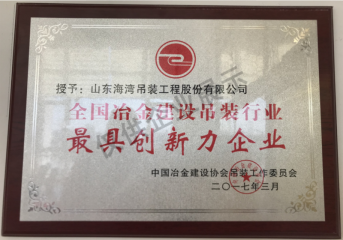 授予：山东海湾吊装工程股份有限公司
全国冶金建设吊装行业
最具创新力企业
中国冶金建设协会吊装工作委员会
二〇一七年三月